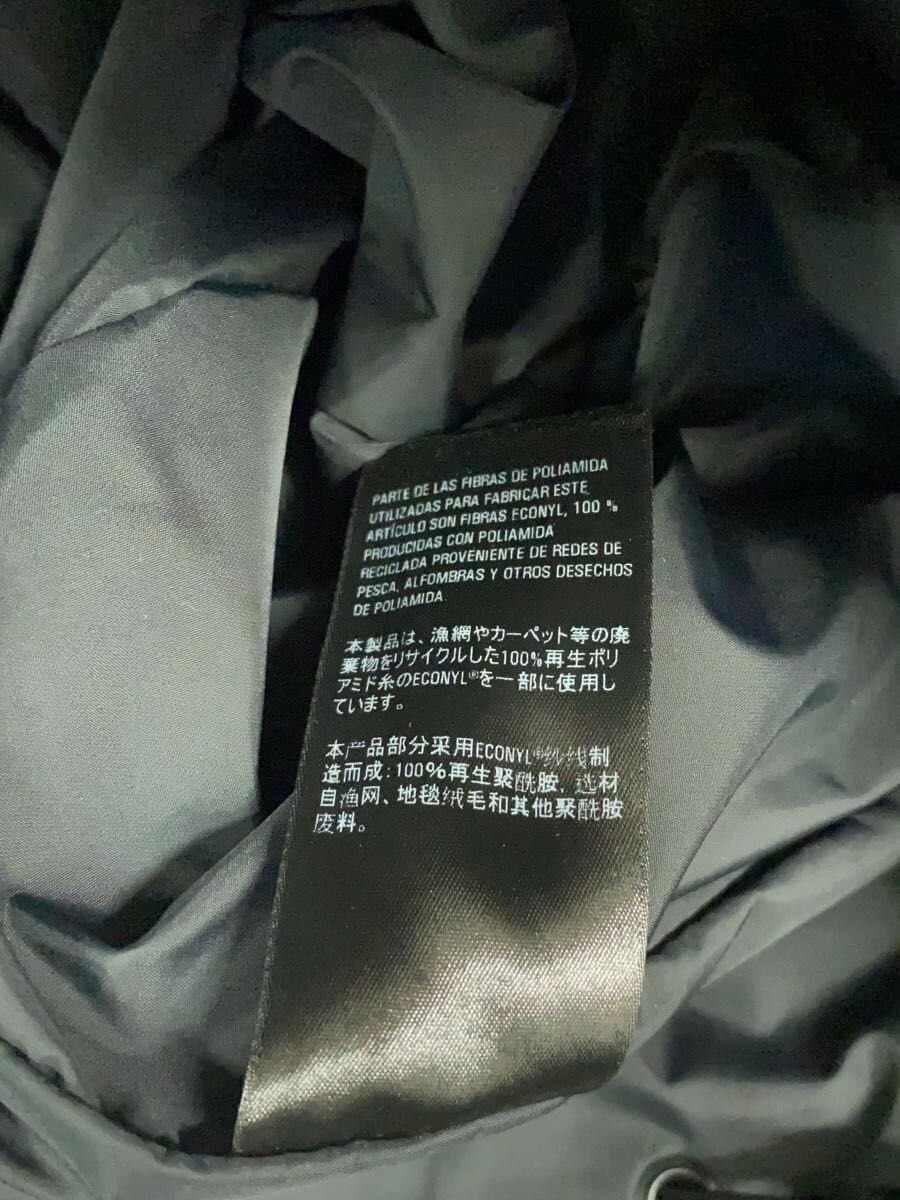 PARTE DE LAS FIBRAS DE POLIAMIDA
UTILIZADAS PARA FABRICAR ESTE
ARTÍCULO SON FIBRAS ECONYL, 100 %
PRODUCIDAS CON POLIAMIDA
RECICLADA PROVENIENTE DE REDES DE
PESCA, ALFOMBRAS Y OTROS DESECHOS
DE POLIAMIDA
本製品は、漁網やカーペット等の廃
棄物をリサイクルした100%再生ポリ
アミド糸のECONYL®を一部に使用し
ています。
本产品部分采用ECONYL®纱线制
造而成:100%再生聚酰胺, 选材
自渔网、地毯绒毛和其他聚酰胺
废料。